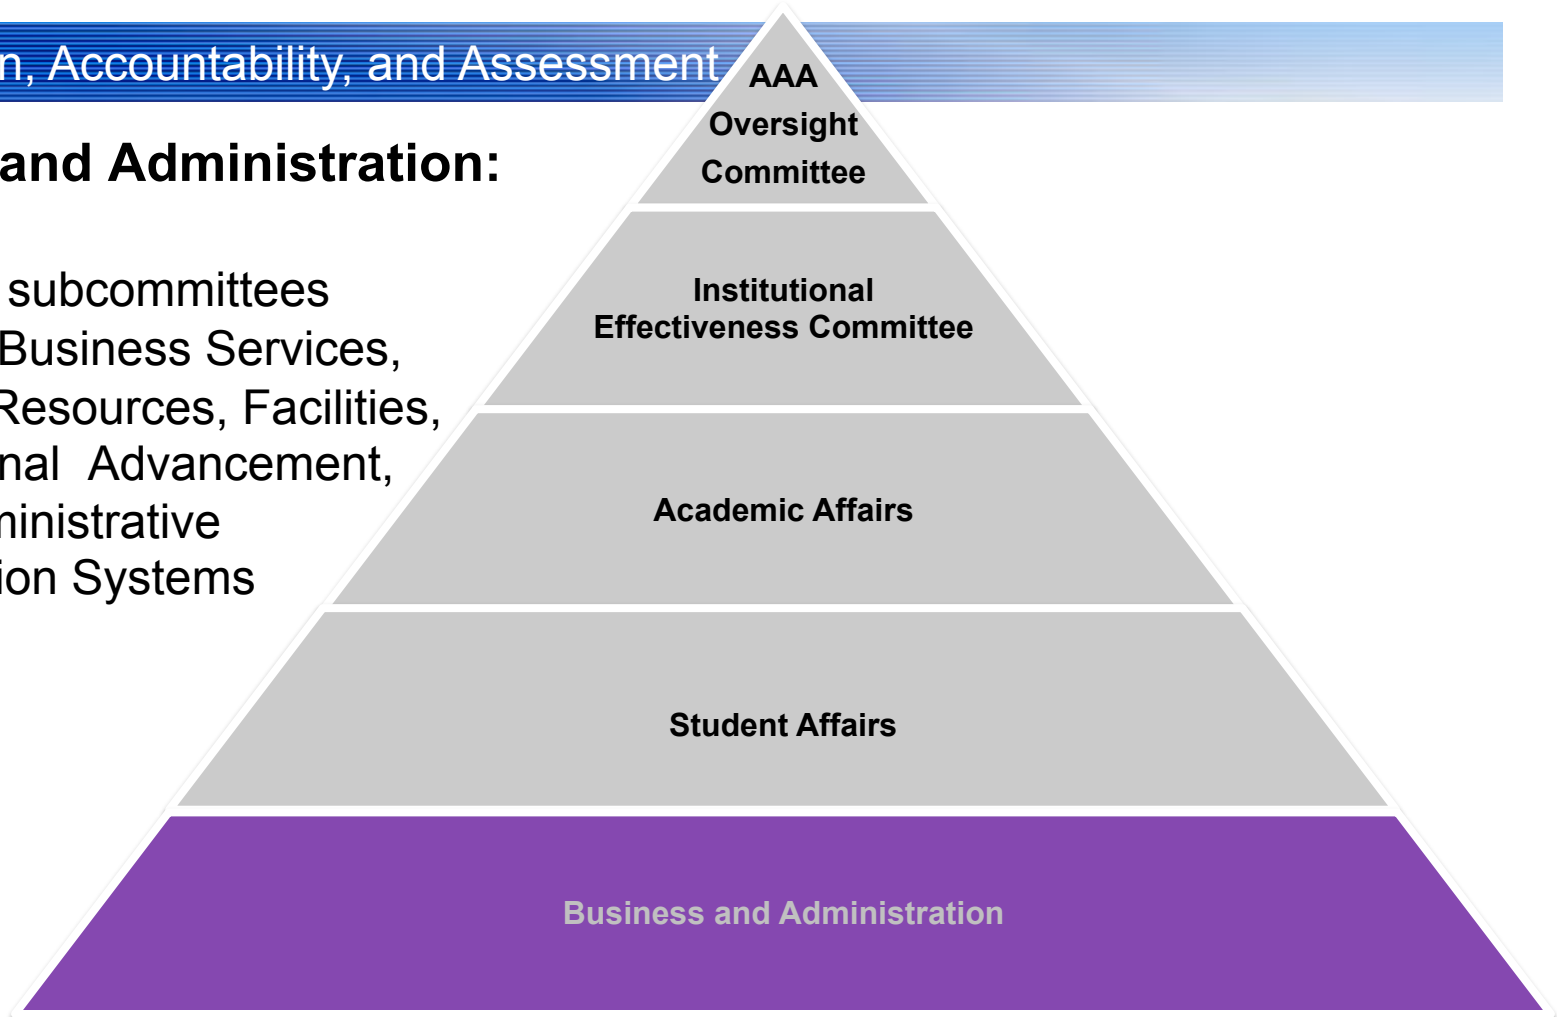 n, Accountability, and Assessment
AAA
Oversight
Committee
and Administration:
subcommittees
Business Services,
Resources, Facilities,
nal Advancement,
ministrative
ion Systems
Institutional
Effectiveness Committee
Academic Affairs
Student Affairs
Business and Administration